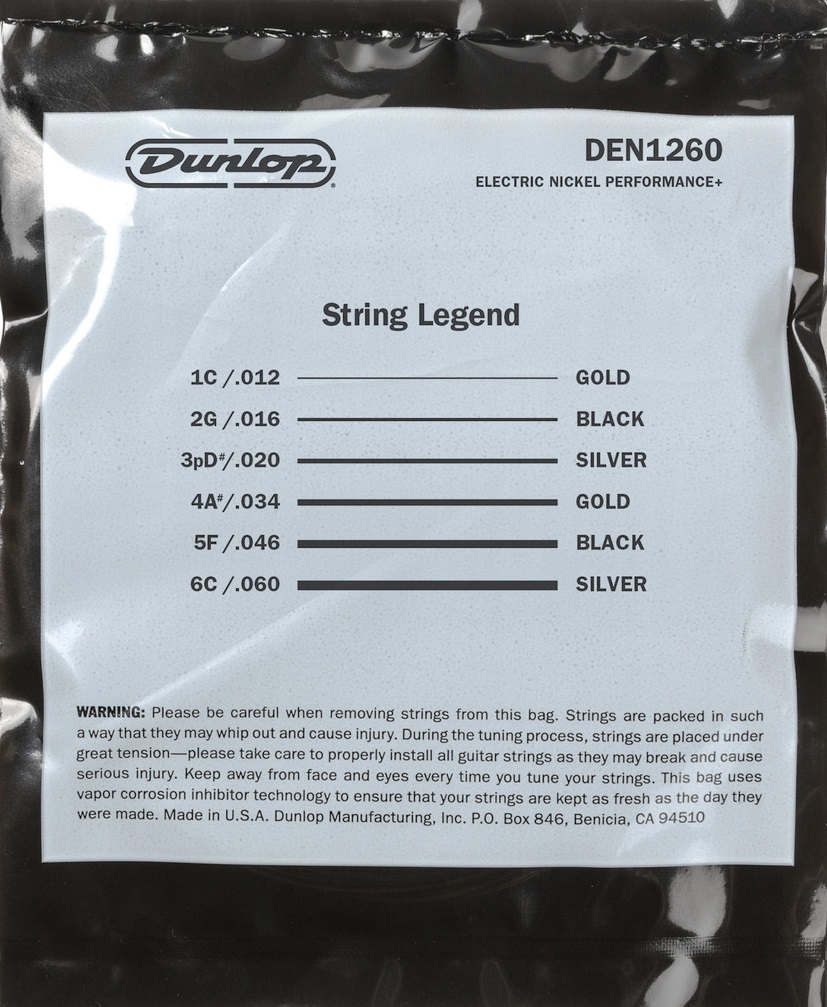 Dunlop®
DEN1260
ELECTRIC NICKEL PERFORMANCE+
String Legend
1C /.012 GOLD
2G /.016 BLACK
3pD#/.020 SILVER
4A#/.034 GOLD
5F /.046 BLACK
6C /.060 SILVER
WARNING: Please be careful when removing strings from this bag. Strings are packed in such
a way that they may whip out and cause injury. During the tuning process, strings are placed under
great tension—please take care to properly install all guitar strings as they may break and cause
serious injury. Keep away from face and eyes every time you tune your strings. This bag uses
vapor corrosion inhibitor technology to ensure that your strings are kept as fresh as the day they
were made. Made in U.S.A. Dunlop Manufacturing, Inc. P.O. Box 846, Benicia, CA 94510